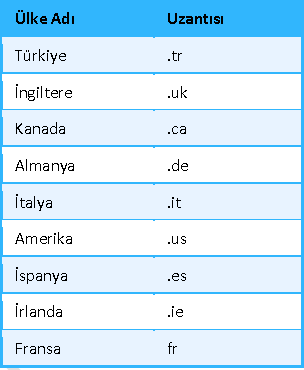 Ülke Adı Uzantısı
Türkiye .tr
İngiltere .uk
Kanada .ca
Almanya .de
İtalya .it
Amerika .us
İspanya .es
İrlanda .ie
Fransa fr